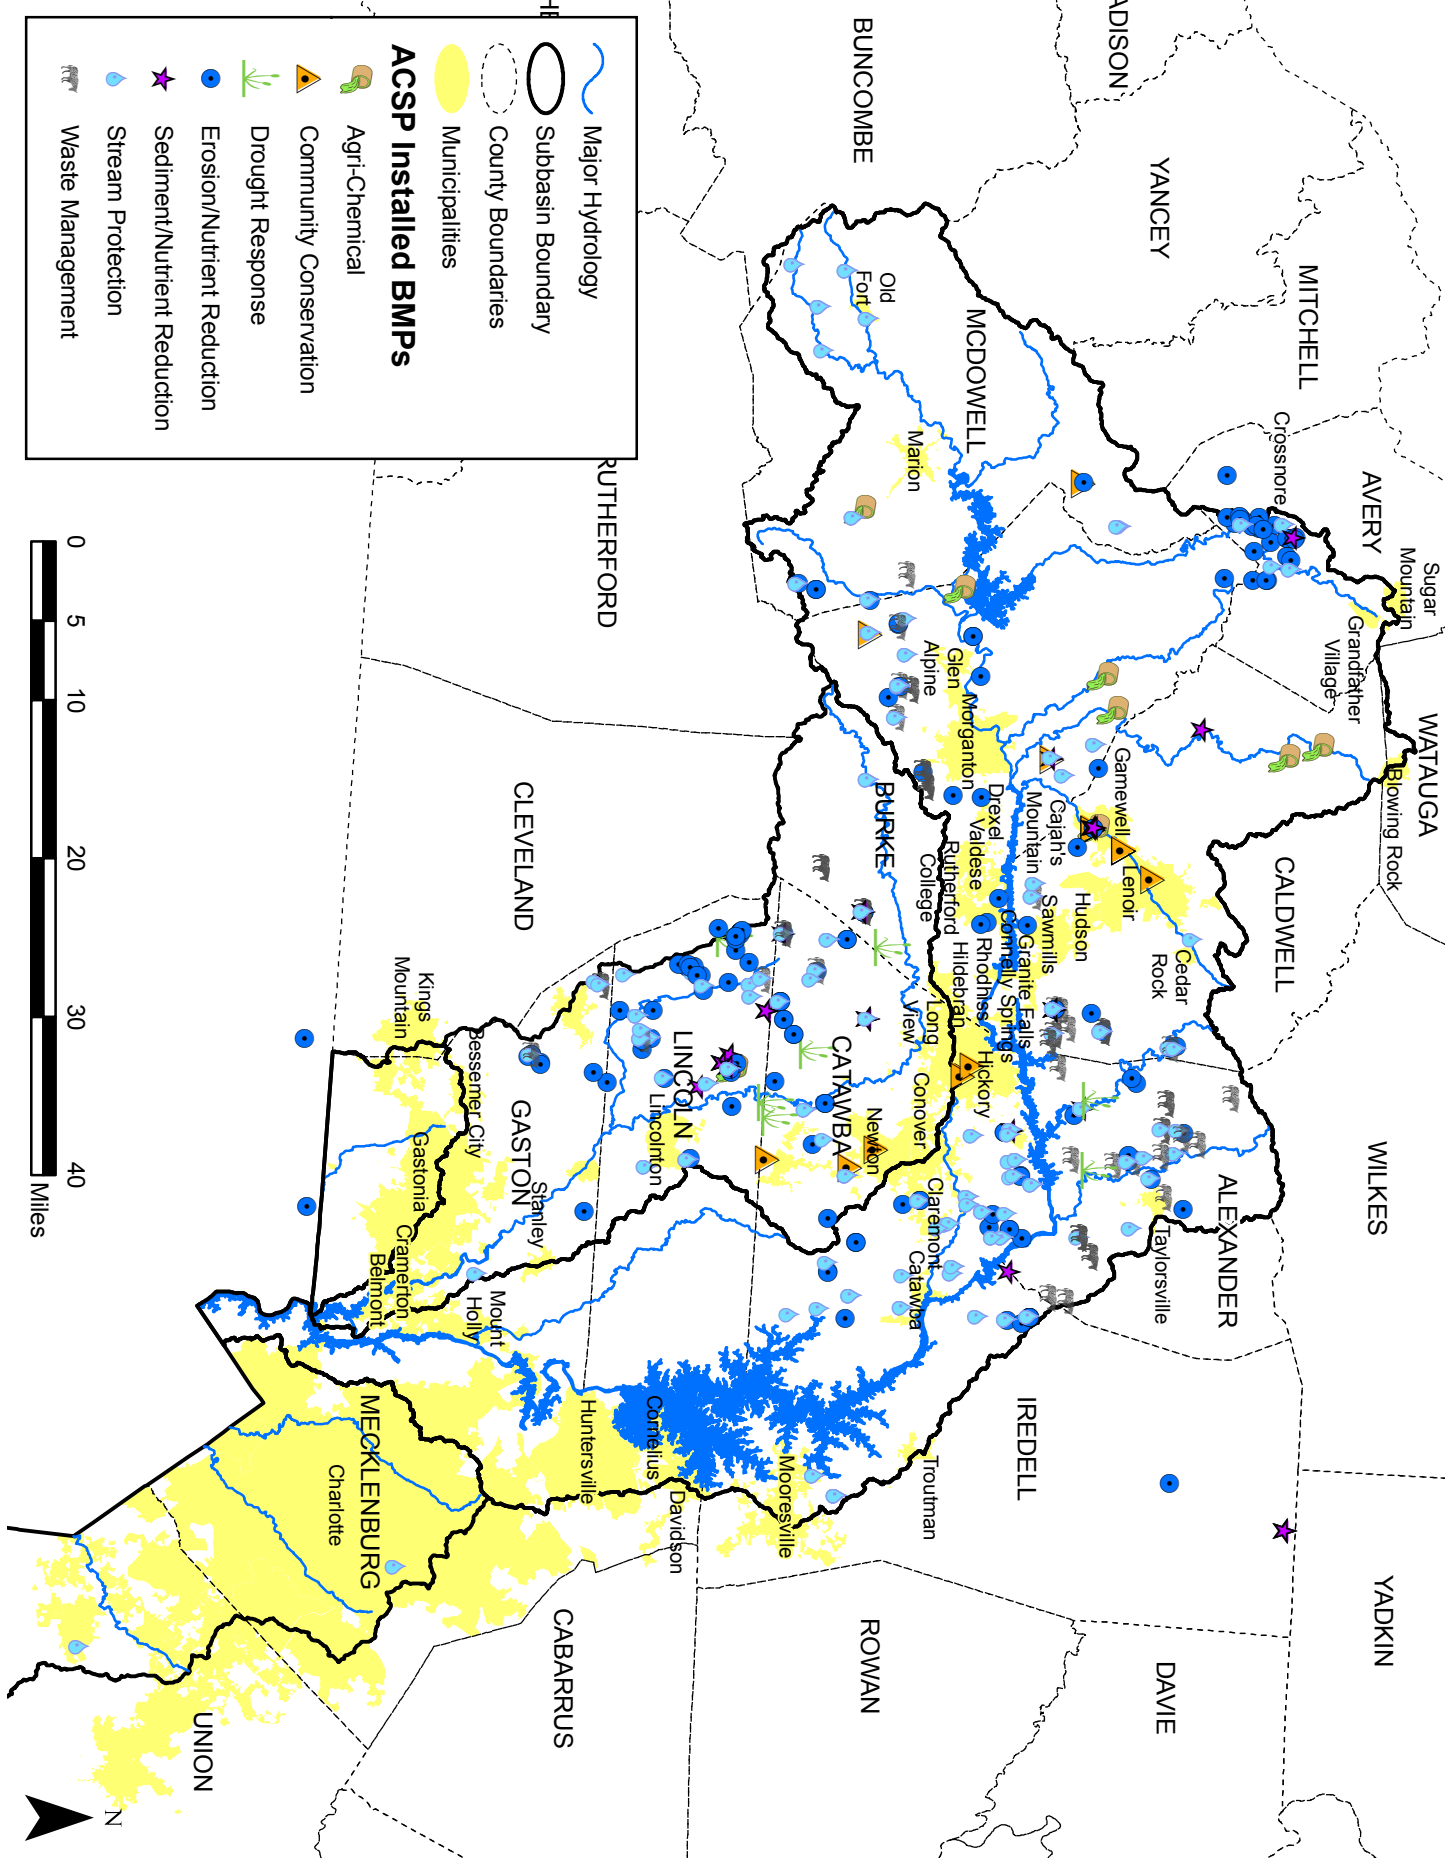 ADISON
YANCEY
MITCHELL
AVERY
WATAUGA
WILKES
YADKIN
BUNCOMBE
MCDOWELL
CALDWELL
ALEXANDER
IREDELL
DAVIE
ROWAN
BURKE
CATAWBA
RUTHERFORD
CLEVELAND
LINCOLN
GASTON
MECKLENBURG
CABARRUS
UNION
HE
Sugar
Mountain
Grandfather
Village
Blowing Rock
Crossnore
Old
Fort
Marion
Glen
Alpine
Morganton
Drexel
Valdese
Rutherford
College
Connelly Springs
Rhodhiss
Hildebran
Long
View
Hickory
Gamewell
Lenoir
Cajah's
Mountain
Hudson
Sawmills
Granite Falls
Cedar
Rock
Taylorsville
Conover
Newton
Claremont
Catawba
Troutman
Mooresville
Davidson
Cornelius
Huntersville
Lincolnton
Stanley
Mount
Holly
Kings
Mountain
Bessemer City
Gastonia
Cramerton
Belmont
Charlotte
Major Hydrology
Subbasin Boundary
County Boundaries
Municipalities
ACSP Installed BMPs
Agri-Chemical
Community Conservation
Drought Response
Erosion/Nutrient Reduction
Sediment/Nutrient Reduction
Stream Protection
Waste Management
0 5 10 20 30 40
Miles
N